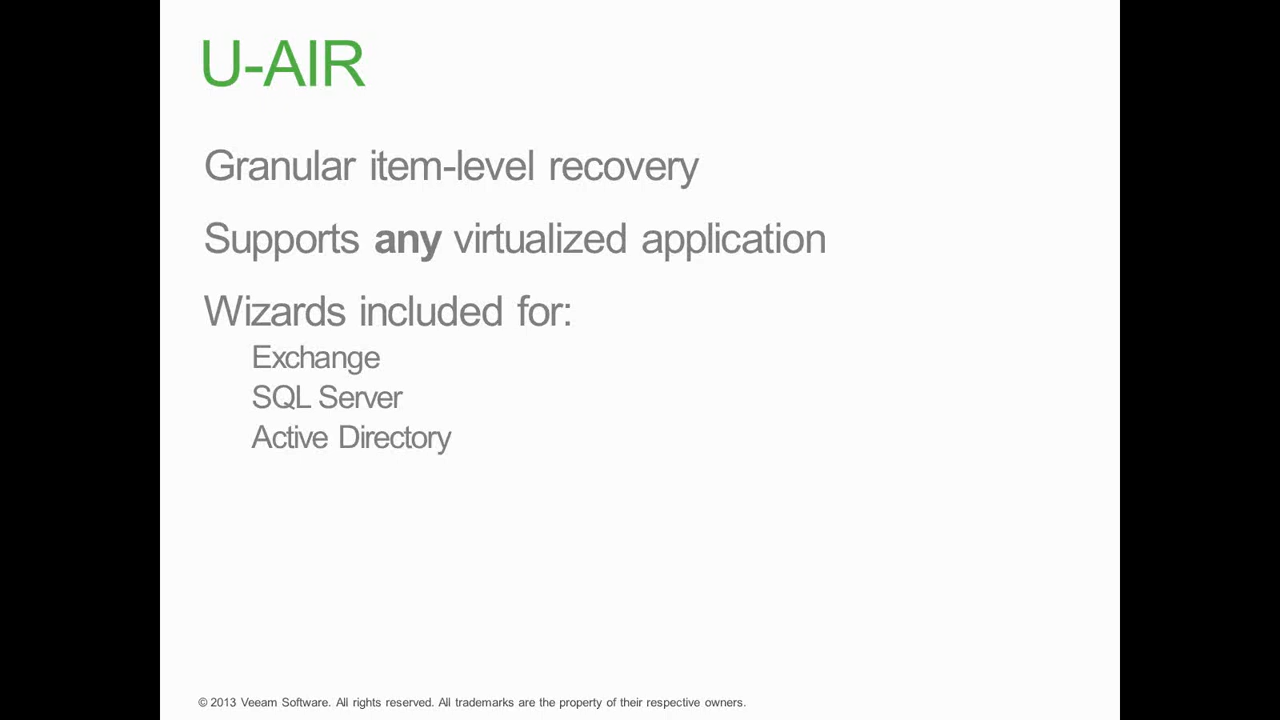 U-AIR
Granular item-level recovery
Supports any virtualized application
Wizards included for:
Exchange
SQL Server
Active Directory
© 2013 Veeam Software. All rights reserved. All trademarks are the property of their respective owners.